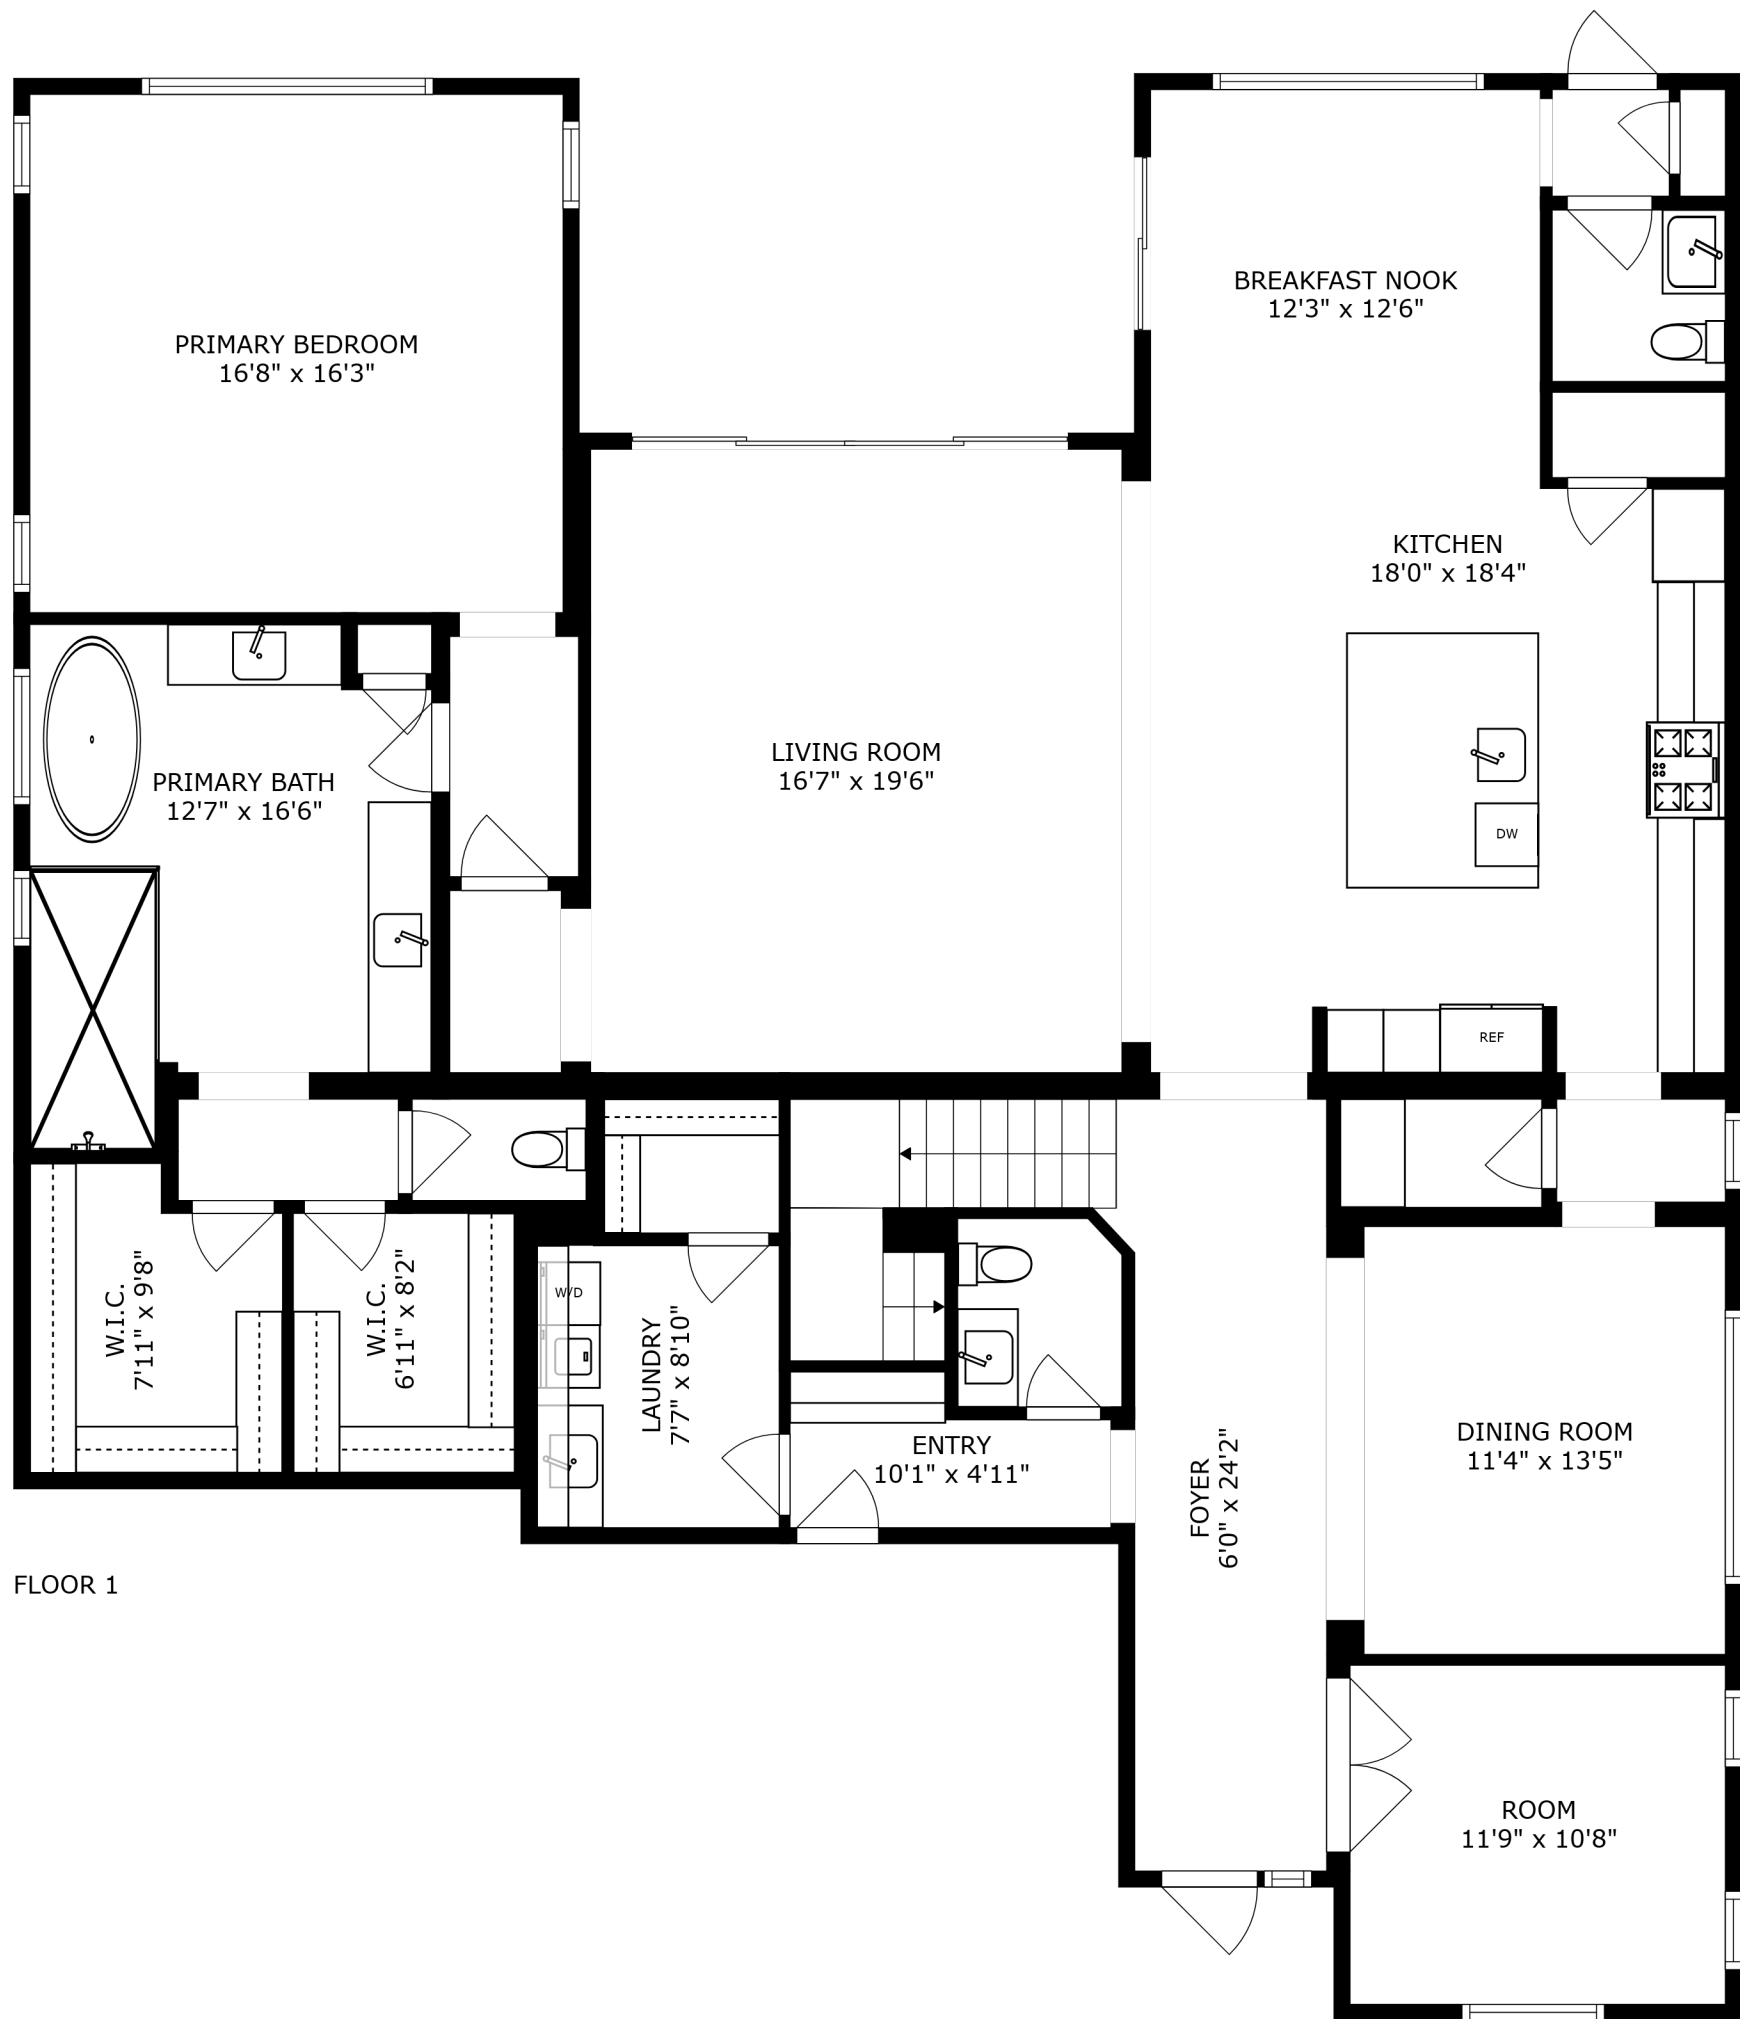 BREAKFAST NOOK
12'3" x 12'6"
PRIMARY BEDROOM
16'8" x 16'3"
KITCHEN
18'0" x 18'4"
LIVING ROOM
16'7" x 19'6"
PRIMARY BATH
12'7" x 16'6"
DW
REF
W.I.C.
7'11" x 9'8"
W.I.C.
6'11" x 8'2"
W/D
LAUNDRY
7'7" x 8'10"
ENTRY
10'1" x 4'11"
FOYER
6'0" x 24'2"
DINING ROOM
11'4" x 13'5"
FLOOR 1
ROOM
11'9" x 10'8"